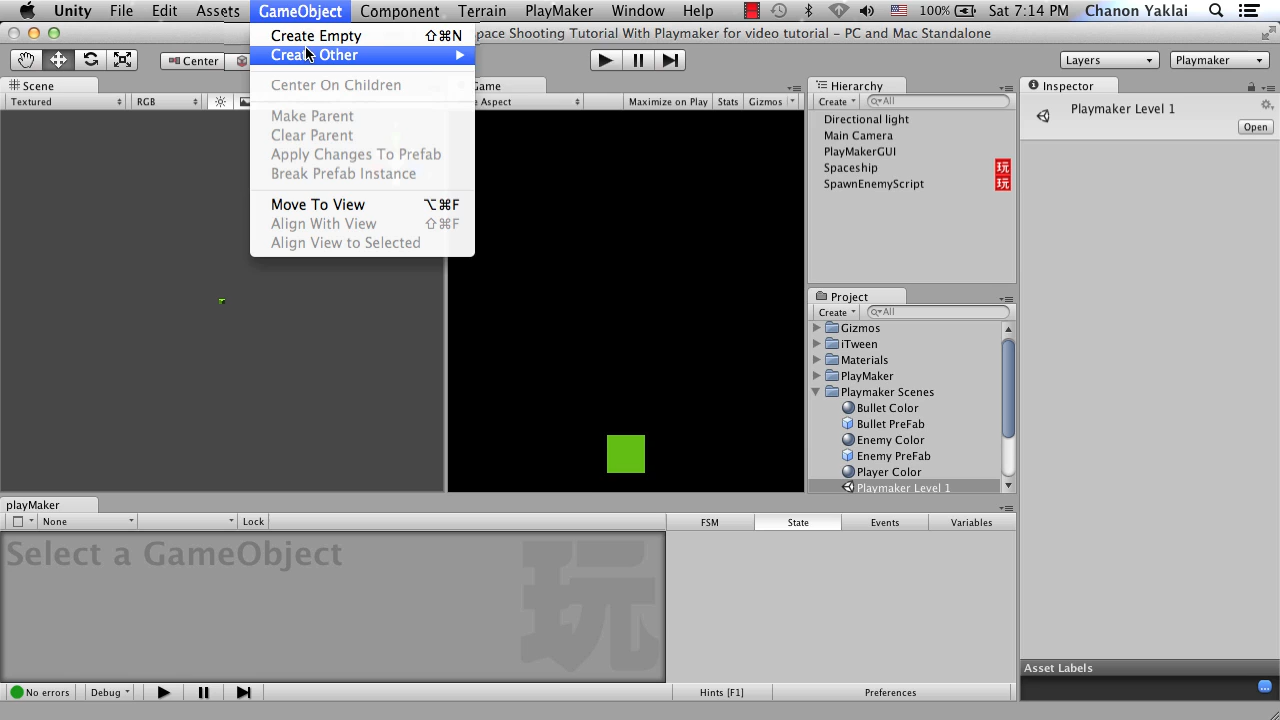 Unity File Edit Assets GameObject Component Terrain PlayMaker Window Help 100% Sat 7:14 PM Chanon Yaklai
pace Shooting Tutorial With Playmaker for video tutorial - PC and Mac Standalone
Center
Layers
Playmaker
Create Empty ⇧⌘N
Create Other
Center On Children
Make Parent
Clear Parent
Apply Changes To Prefab
Break Prefab Instance
Move To View ⌥⌘F
Align With View ⇧⌘F
Align View to Selected
Scene
Textured RGB
Game
Aspect Maximize on Play Stats Gizmos
Hierarchy
Create All
Directional light
Main Camera
PlayMakerGUI
Spaceship 玩
SpawnEnemyScript 玩
Project
Create All
Gizmos
iTween
Materials
PlayMaker
Playmaker Scenes
Bullet Color
Bullet PreFab
Enemy Color
Enemy PreFab
Player Color
Playmaker Level 1
Inspector
Playmaker Level 1
Open
Asset Labels
playMaker
None Lock
FSM State Events Variables
Select a GameObject
玩
No errors Debug
Hints [F1] Preferences